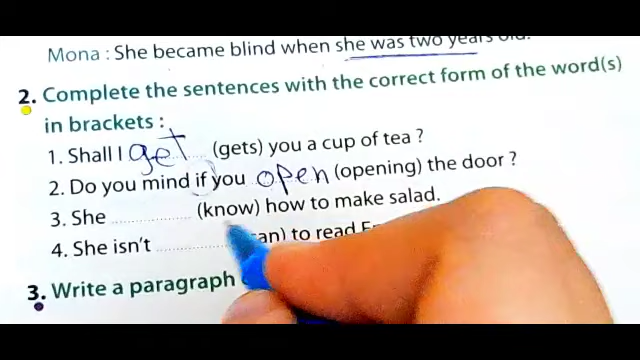 Mona : She became blind when she was two years old.
2. Complete the sentences with the correct form of the word(s)
in brackets :
1. Shall I get (gets) you a cup of tea ?
2. Do you mind if you open (opening) the door ?
3. She .................... (know) how to make salad.
4. She isn't .................... an) to read
3. Write a paragraph